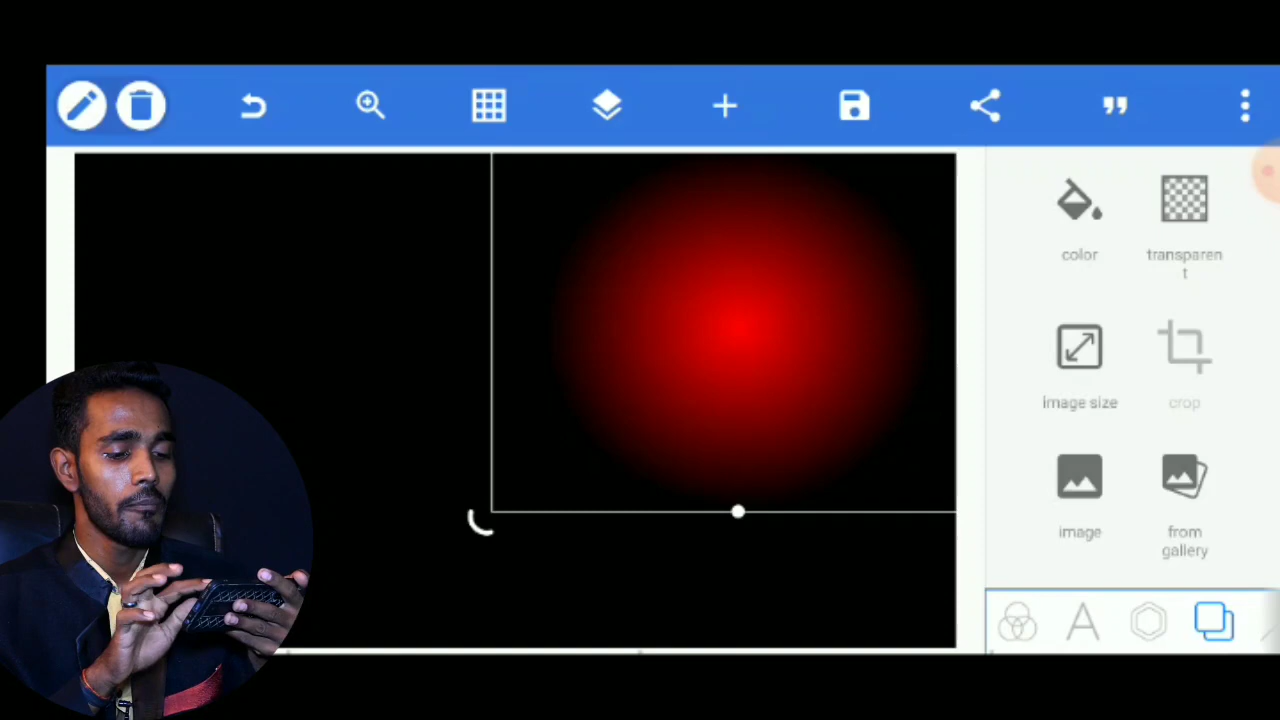 color
transparen
t
image size
crop
image
from
gallery